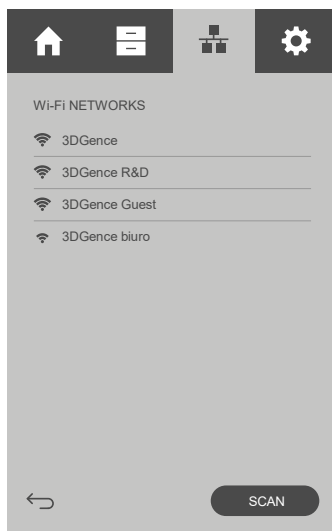 Wi-Fi NETWORKS
3DGence
3DGence R&D
3DGence Guest
3DGence biuro
SCAN